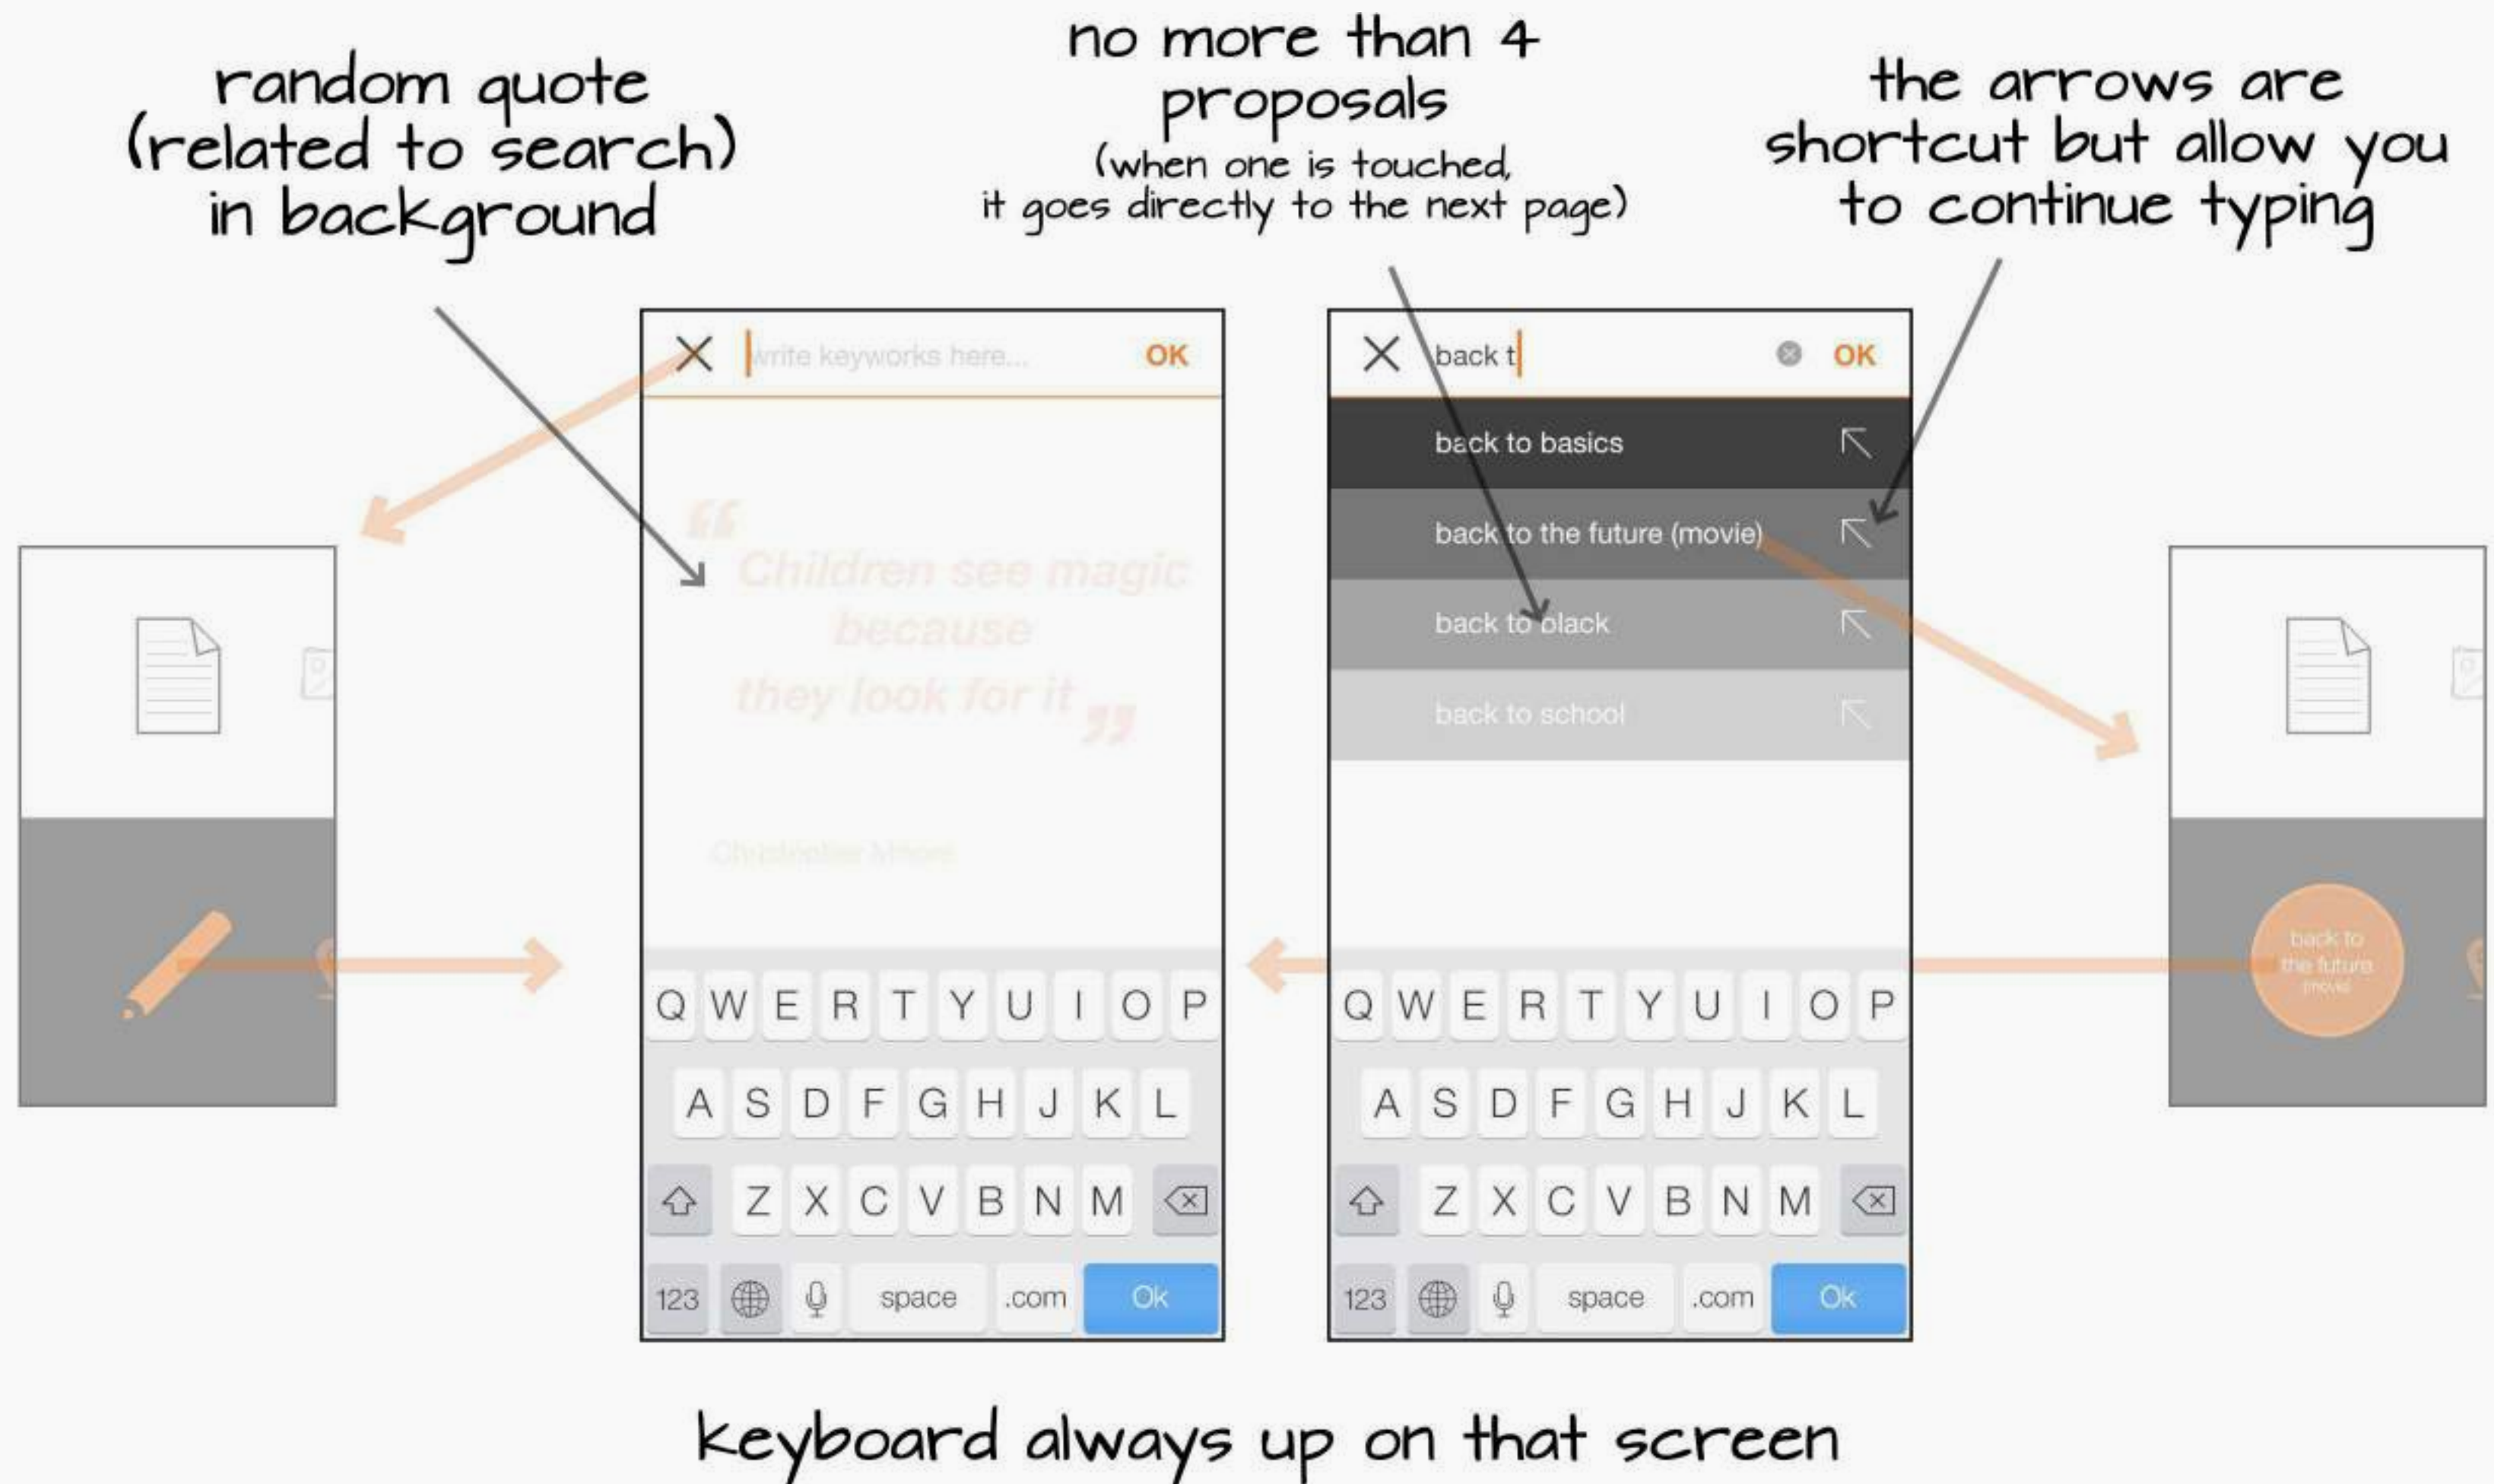 random quote
(related to search)
in background
no more than 4
proposals
(when one is touched,
it goes directly to the next page)
the arrows are
shortcut but allow you
to continue typing
write keyworks here...
OK
“
Children see magic
because
they look for it
”
Christopher Moore
Q W E R T Y U I O P
A S D F G H J K L
Z X C V B N M
123 space .com Ok
back t
OK
back to basics
back to the future (movie)
back to black
back to school
Q W E R T Y U I O P
A S D F G H J K L
Z X C V B N M
123 space .com Ok
back to
the future
(movie)
keyboard always up on that screen